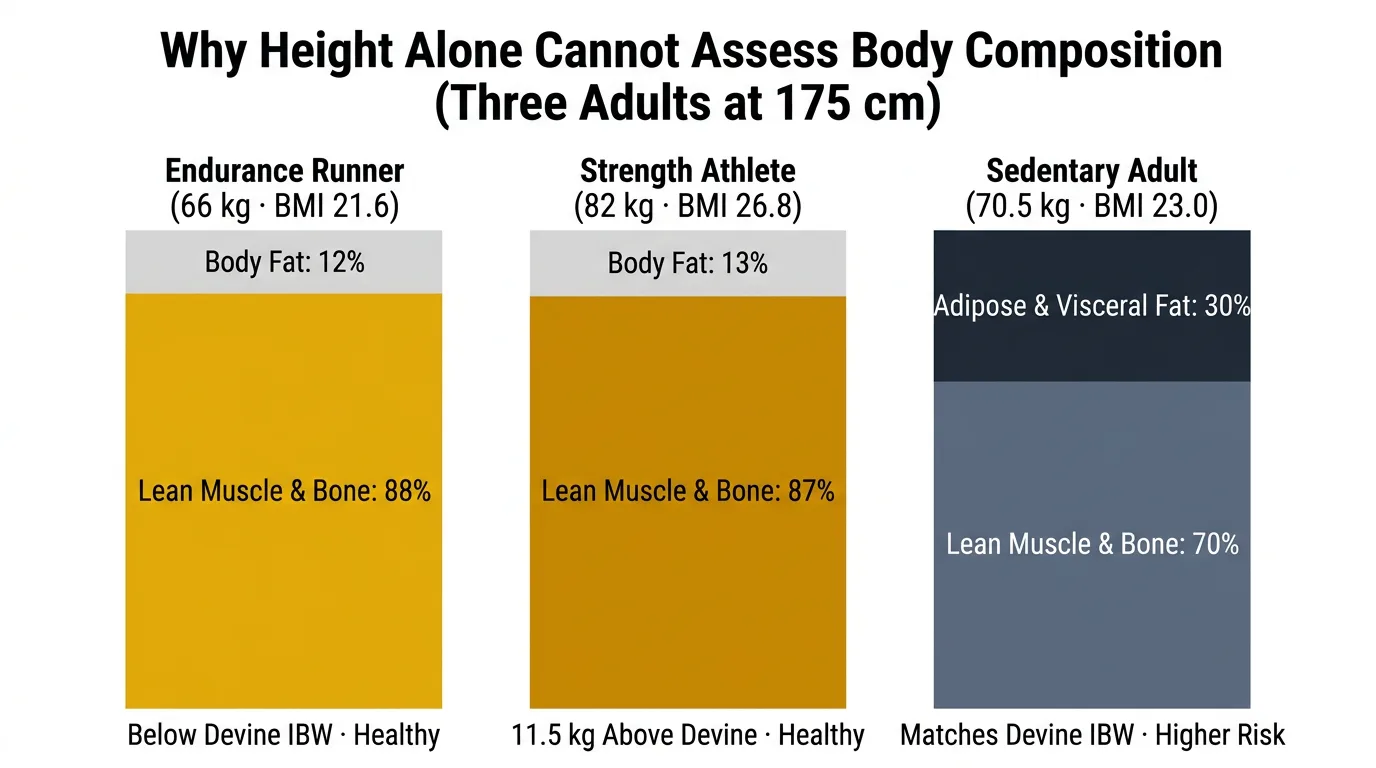 Why Height Alone Cannot Assess Body Composition
(Three Adults at 175 cm)
Endurance Runner
(66 kg · BMI 21.6)
Body Fat: 12%
Lean Muscle & Bone: 88%
Below Devine IBW · Healthy
Strength Athlete
(82 kg · BMI 26.8)
Body Fat: 13%
Lean Muscle & Bone: 87%
11.5 kg Above Devine · Healthy
Sedentary Adult
(70.5 kg · BMI 23.0)
Adipose & Visceral Fat: 30%
Lean Muscle & Bone: 70%
Matches Devine IBW · Higher Risk